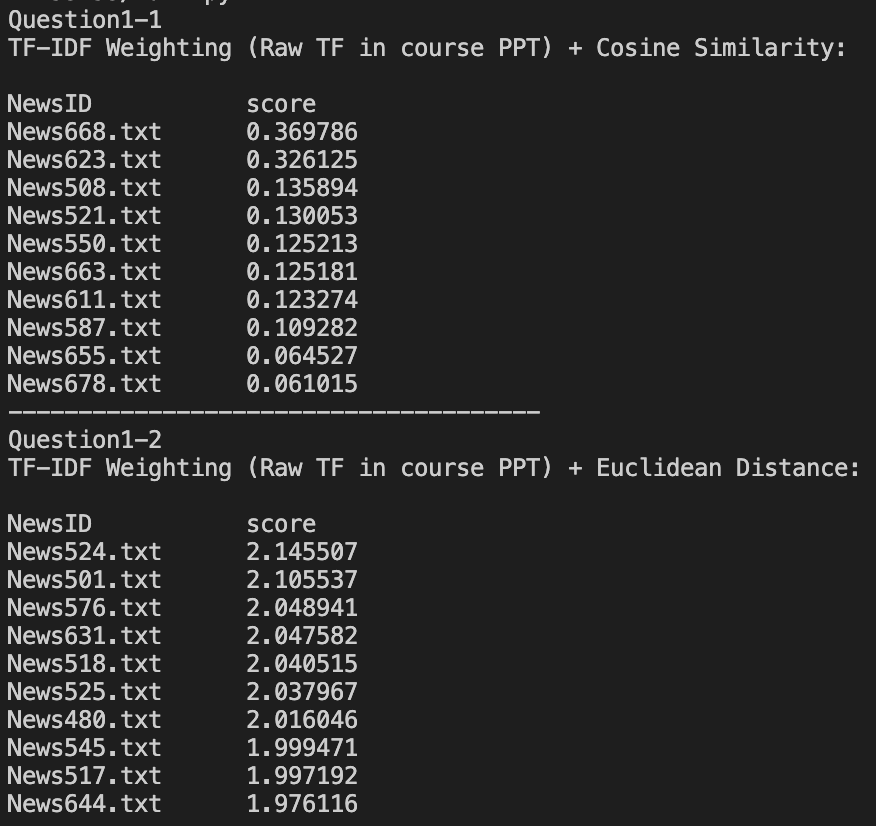 Question1-1
TF-IDF Weighting (Raw TF in course PPT) + Cosine Similarity:
NewsID score
News668.txt 0.369786
News623.txt 0.326125
News508.txt 0.135894
News521.txt 0.130053
News550.txt 0.125213
News663.txt 0.125181
News611.txt 0.123274
News587.txt 0.109282
News655.txt 0.064527
News678.txt 0.061015
--------------------------------------
Question1-2
TF-IDF Weighting (Raw TF in course PPT) + Euclidean Distance:
NewsID score
News524.txt 2.145507
News501.txt 2.105537
News576.txt 2.048941
News631.txt 2.047582
News518.txt 2.040515
News525.txt 2.037967
News480.txt 2.016046
News545.txt 1.999471
News517.txt 1.997192
News644.txt 1.976116